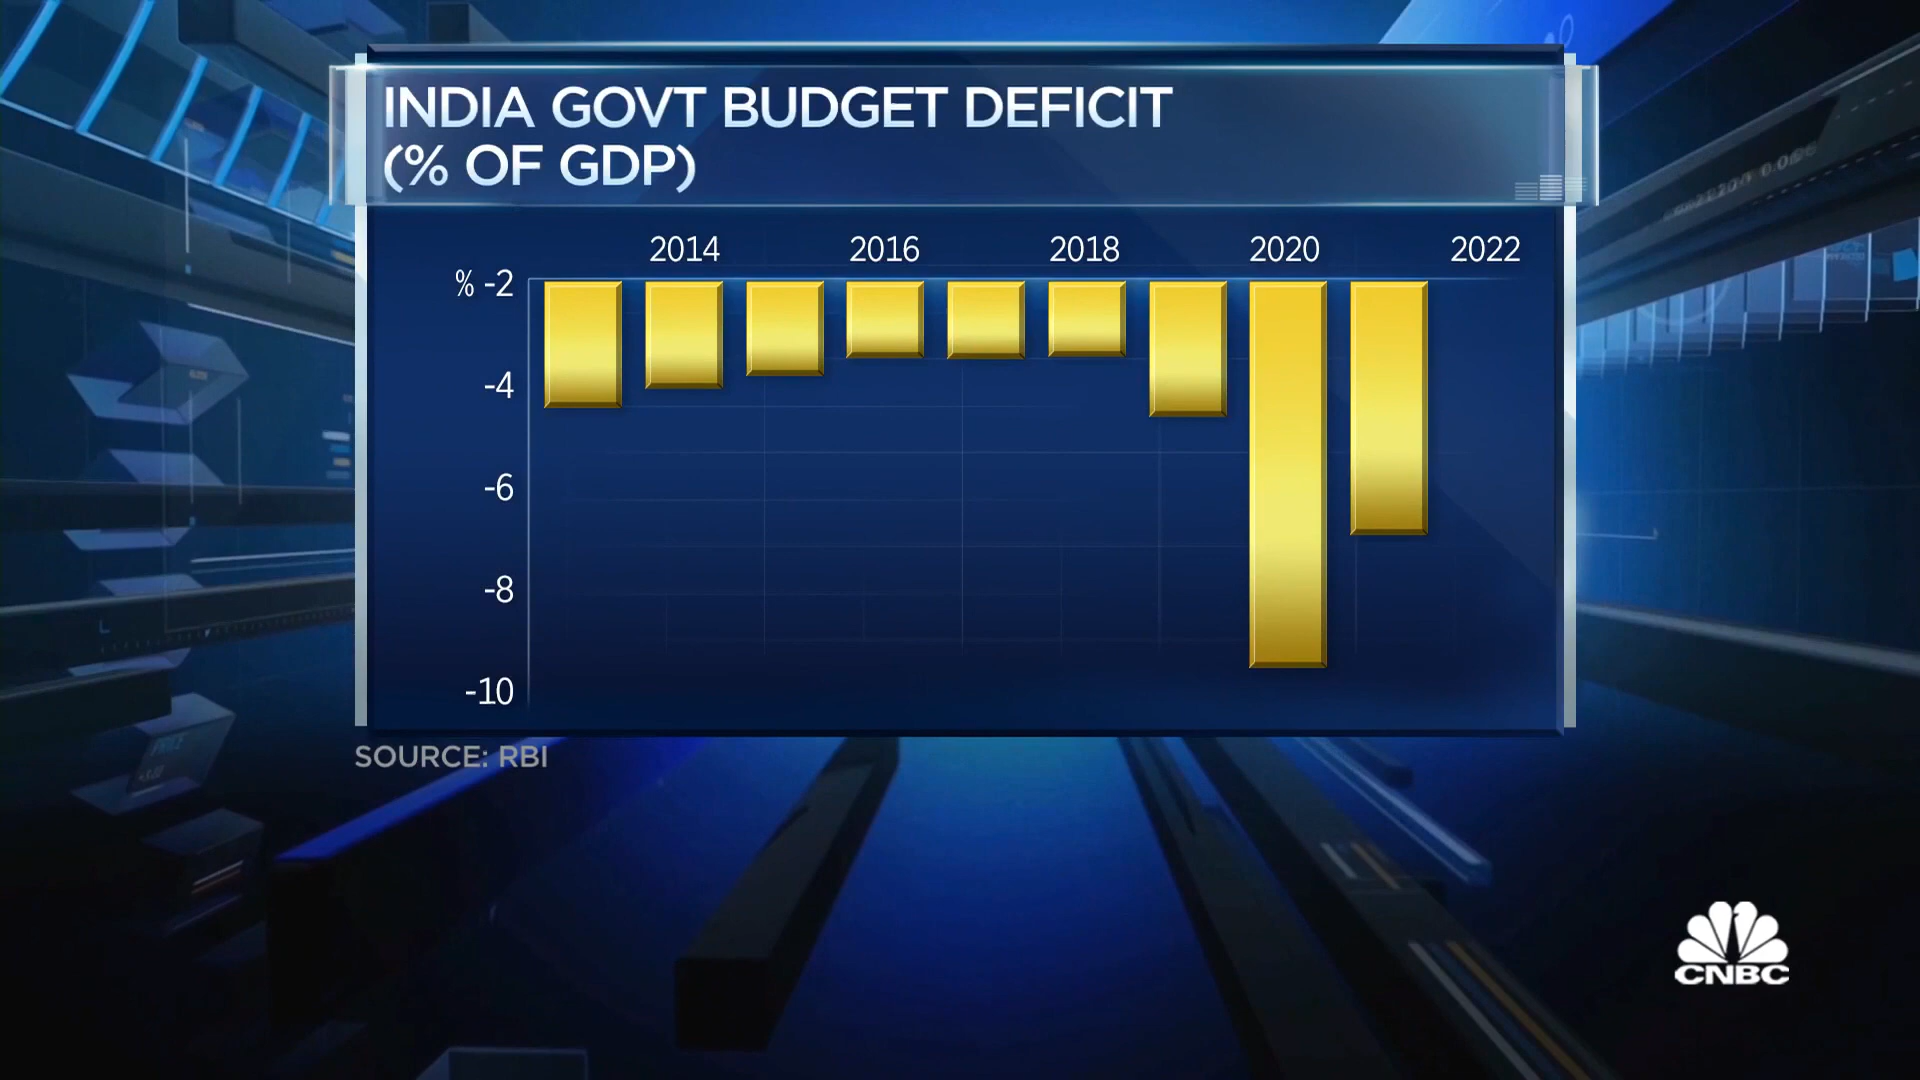 INDIA GOVT BUDGET DEFICIT
(% OF GDP)
2014 2016 2018 2020 2022
% -2
-4
-6
-8
-10
SOURCE: RBI
CNBC